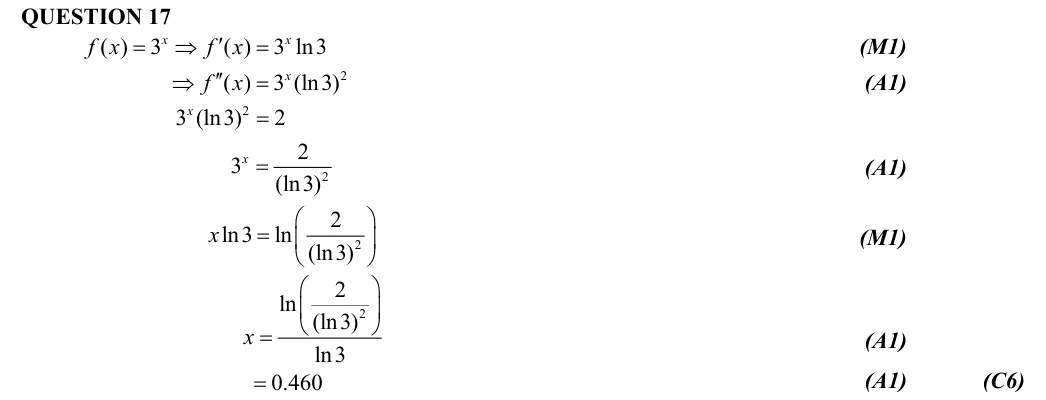 QUESTION 17
f(x) = 3^x ⇒ f′(x) = 3^x ln 3 (M1)
⇒ f″(x) = 3^x (ln 3)^2 (A1)
3^x (ln 3)^2 = 2
3^x = 2/(ln 3)^2 (A1)
x ln 3 = ln(2/(ln 3)^2) (M1)
x = ln(2/(ln 3)^2)/ln 3 (A1)
= 0.460 (A1) (C6)